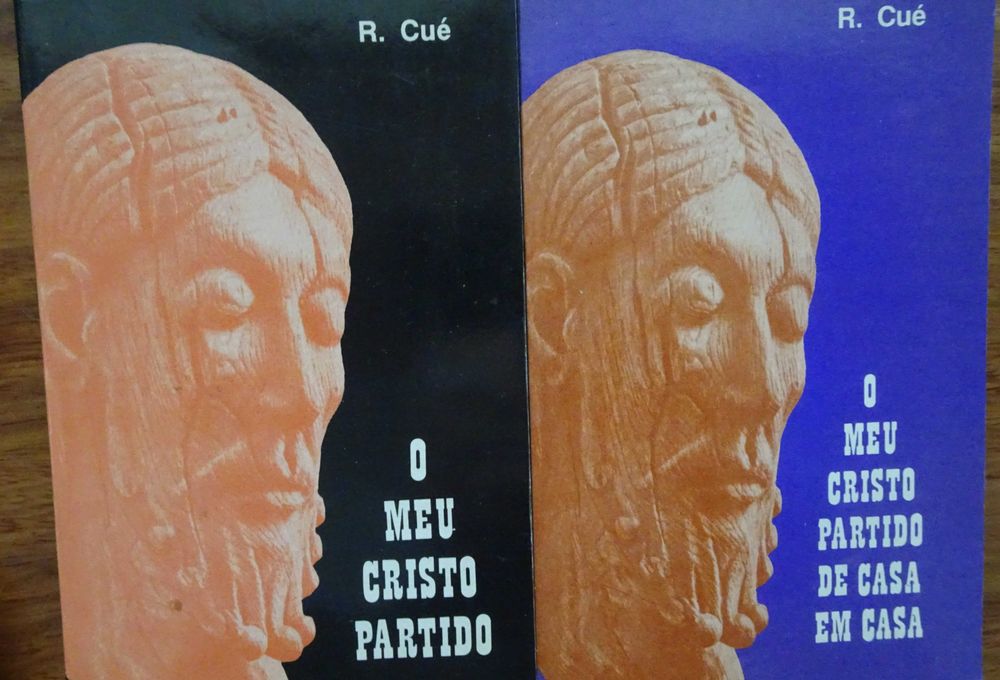 R. Cué
O
MEU
CRISTO
PARTIDO
R. Cué
O
MEU
CRISTO
PARTIDO
DE CASA
EM CASA